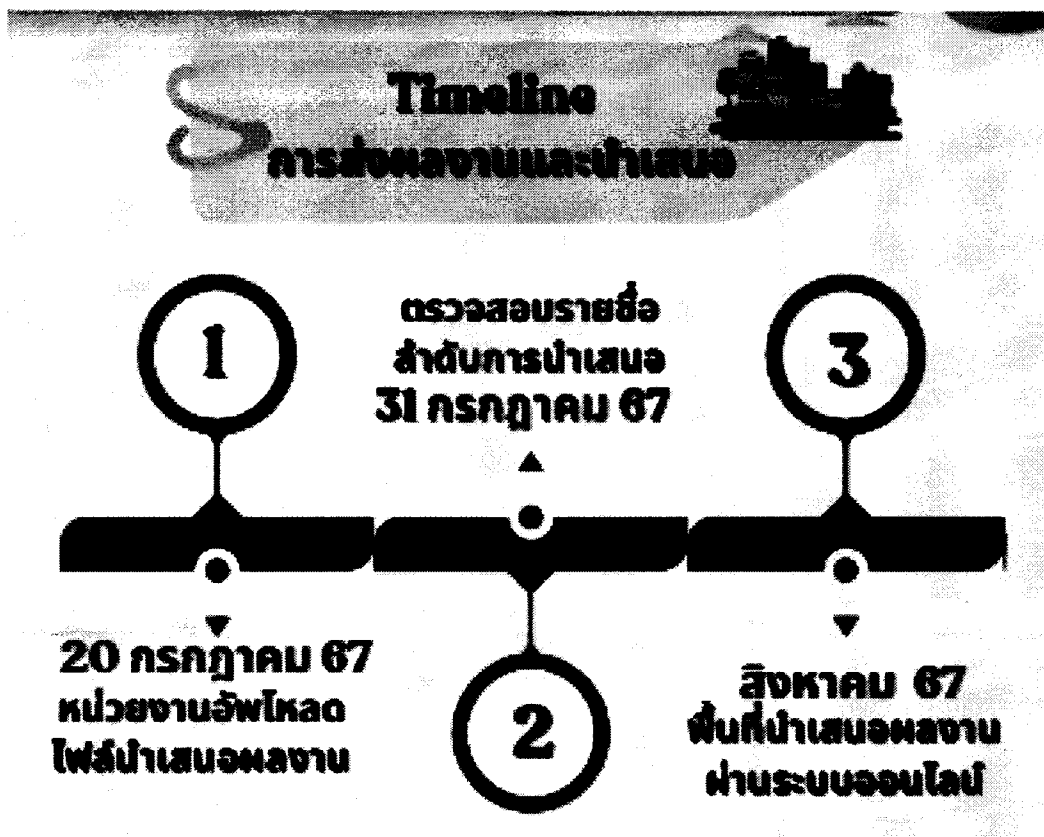 Timeline
การส่งผลงานและนำเสนอ
1
20 กรกฎาคม 67
หน่วยงานอัพโหลด
ไฟล์นำเสนอผลงาน
ตรวจสอบรายชื่อ
ลำดับการนำเสนอ
31 กรกฎาคม 67
2
3
สิงหาคม 67
พื้นที่นำเสนอผลงาน
ผ่านระบบออนไลน์